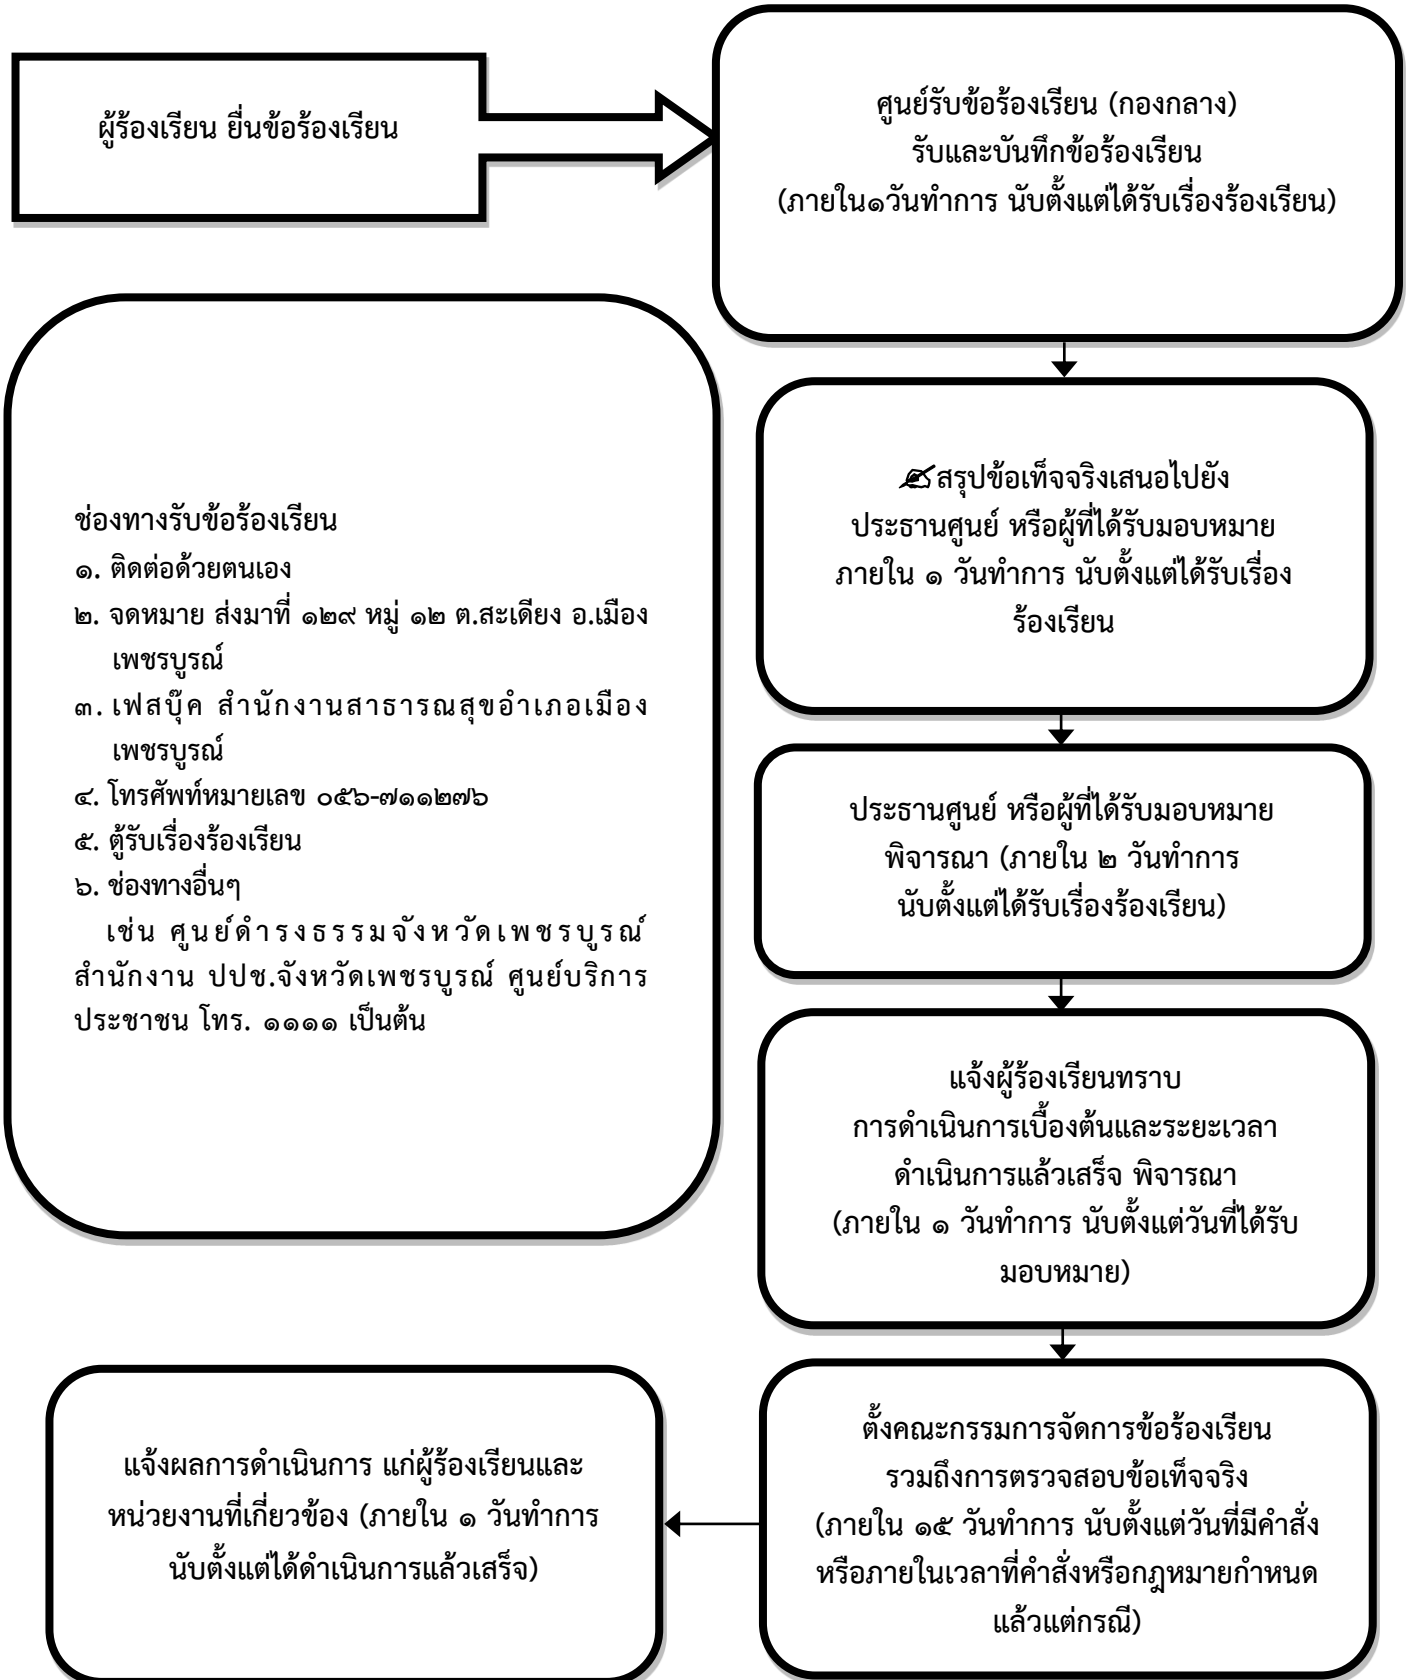 ผู้ร้องเรียน ยื่นข้อร้องเรียน
ศูนย์รับข้อร้องเรียน (กองกลาง)
รับและบันทึกข้อร้องเรียน
(ภายใน๑วันทำการ นับตั้งแต่ได้รับเรื่องร้องเรียน)
ช่องทางรับข้อร้องเรียน
๑. ติดต่อด้วยตนเอง
๒. จดหมาย ส่งมาที่ ๑๒๙ หมู่ ๑๒ ต.สะเดียง อ.เมือง
เพชรบูรณ์
๓. เฟสบุ๊ค สำนักงานสาธารณสุขอำเภอเมือง
เพชรบูรณ์
๔. โทรศัพท์หมายเลข ๐๕๖-๗๑๑๒๗๖
๕. ตู้รับเรื่องร้องเรียน
๖. ช่องทางอื่นๆ
เช่น ศูนย์ดำรงธรรมจังหวัดเพชรบูรณ์
สำนักงาน ปปช.จังหวัดเพชรบูรณ์ ศูนย์บริการ
ประชาชน โทร. ๑๑๑๑ เป็นต้น
สรุปข้อเท็จจริงเสนอไปยัง
ประธานศูนย์ หรือผู้ที่ได้รับมอบหมาย
ภายใน ๑ วันทำการ นับตั้งแต่ได้รับเรื่อง
ร้องเรียน
ประธานศูนย์ หรือผู้ที่ได้รับมอบหมาย
พิจารณา (ภายใน ๒ วันทำการ
นับตั้งแต่ได้รับเรื่องร้องเรียน)
แจ้งผู้ร้องเรียนทราบ
การดำเนินการเบื้องต้นและระยะเวลา
ดำเนินการแล้วเสร็จ พิจารณา
(ภายใน ๑ วันทำการ นับตั้งแต่วันที่ได้รับ
มอบหมาย)
ตั้งคณะกรรมการจัดการข้อร้องเรียน
รวมถึงการตรวจสอบข้อเท็จจริง
(ภายใน ๑๕ วันทำการ นับตั้งแต่วันที่มีคำสั่ง
หรือภายในเวลาที่คำสั่งหรือกฎหมายกำหนด
แล้วแต่กรณี)
แจ้งผลการดำเนินการ แก่ผู้ร้องเรียนและ
หน่วยงานที่เกี่ยวข้อง (ภายใน ๑ วันทำการ
นับตั้งแต่ได้ดำเนินการแล้วเสร็จ)